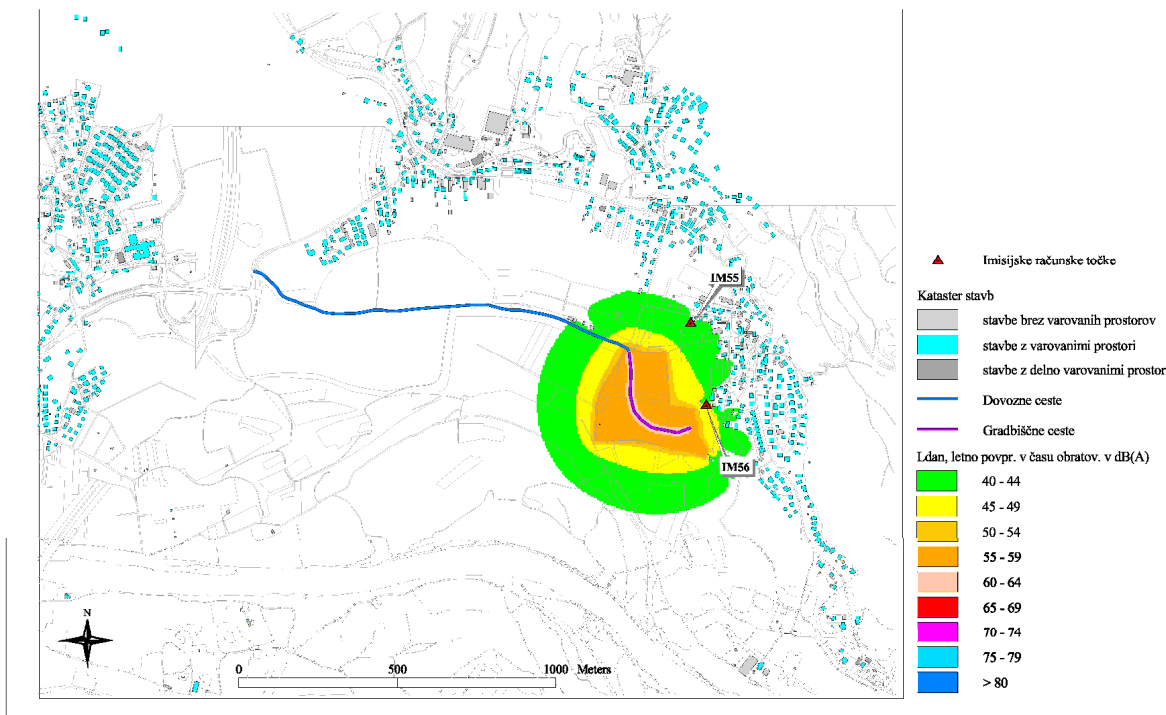 IM55
IM56
N
0 500 1000 Meters
Imisijske računske točke
Kataster stavb
stavbe brez varovanih prostorov
stavbe z varovanimi prostori
stavbe z delno varovanimi prostor
Dovozne ceste
Gradbiščne ceste
Ldan, letno povpr. v času obratov. v dB(A)
40 - 44
45 - 49
50 - 54
55 - 59
60 - 64
65 - 69
70 - 74
75 - 79
> 80